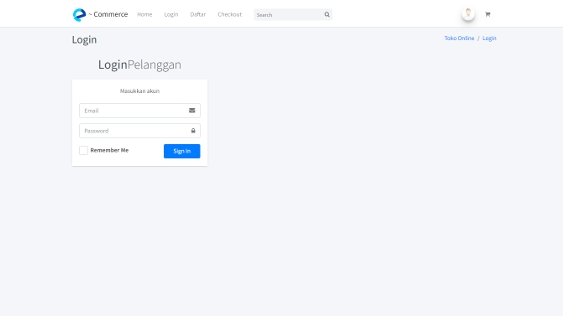 ~ Commerce Home Login Daftar Checkout Search
Login
Toko Online / Login
LoginPelanggan
Masukkan akun
Email
Password
Remember Me
Sign In